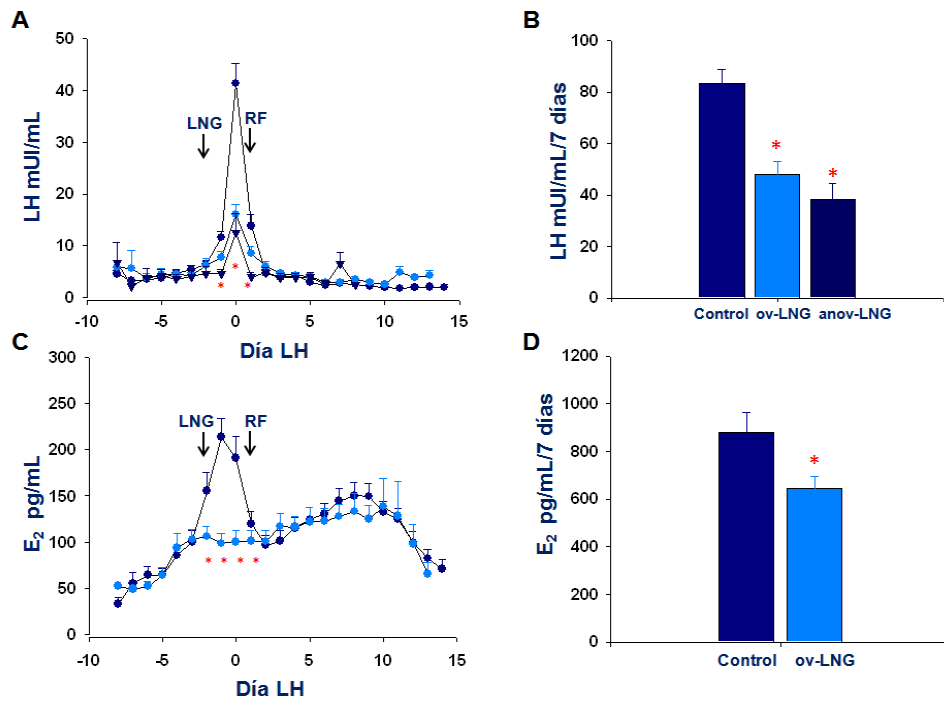 A
LH mUI/mL
50
40
30
20
10
0
LNG
RF
*
* *
-10 -5 0 5 10 15
Día LH
B
LH mUI/mL/7 días
100
80
60
40
20
0
*
*
Control ov-LNG anov-LNG
C
E₂ pg/mL
300
250
200
150
100
50
0
LNG
RF
* * * *
-10 -5 0 5 10 15
Día LH
D
E₂ pg/mL/7 días
1200
1000
800
600
400
200
0
*
Control ov-LNG